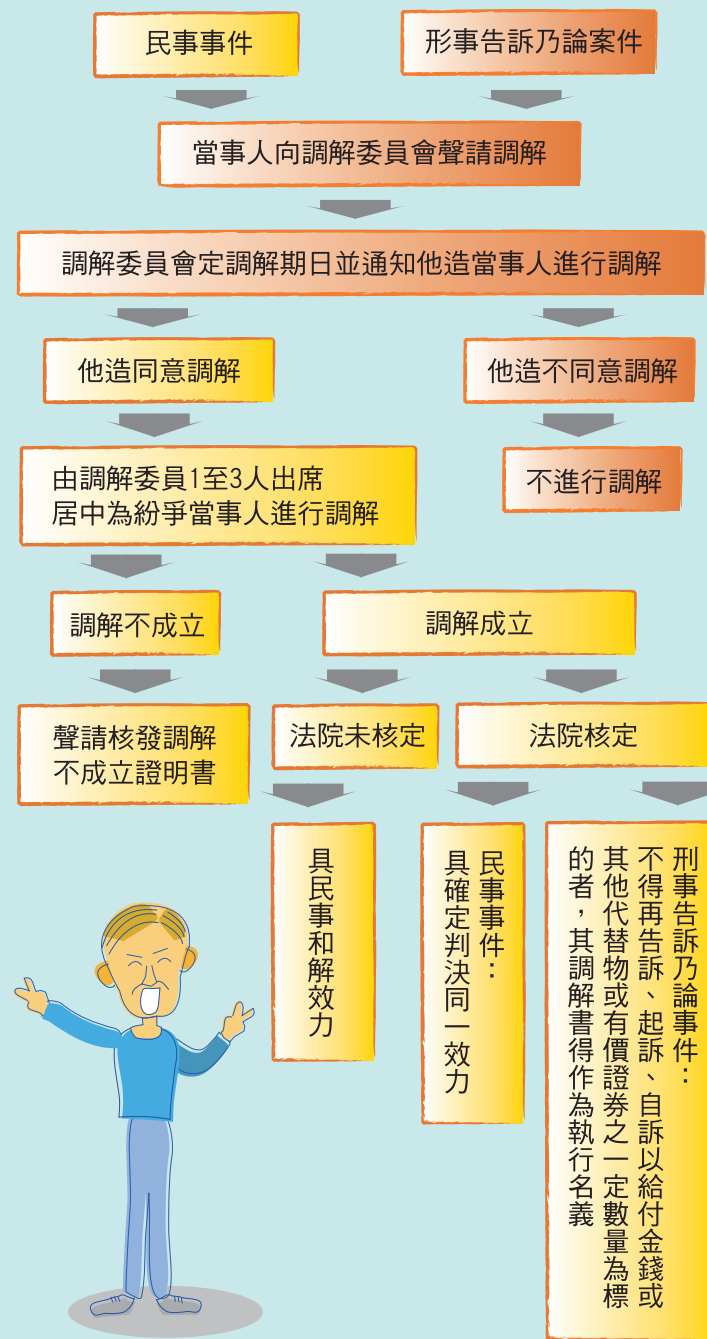 民事事件
形事告訴乃論案件
當事人向調解委員會聲請調解
調解委員會定調解期日並通知他造當事人進行調解
他造同意調解
他造不同意調解
由調解委員1至3人出席
居中為紛爭當事人進行調解
不進行調解
調解不成立
調解成立
聲請核發調解
不成立證明書
法院未核定
法院核定
具民事和解效力
民事事件：
具確定判決同一效力
刑事告訴乃論事件：
不得再告訴、起訴、自訴以給付金錢或
其他代替物或有價證券之一定數量為標
的者，其調解書得作為執行名義